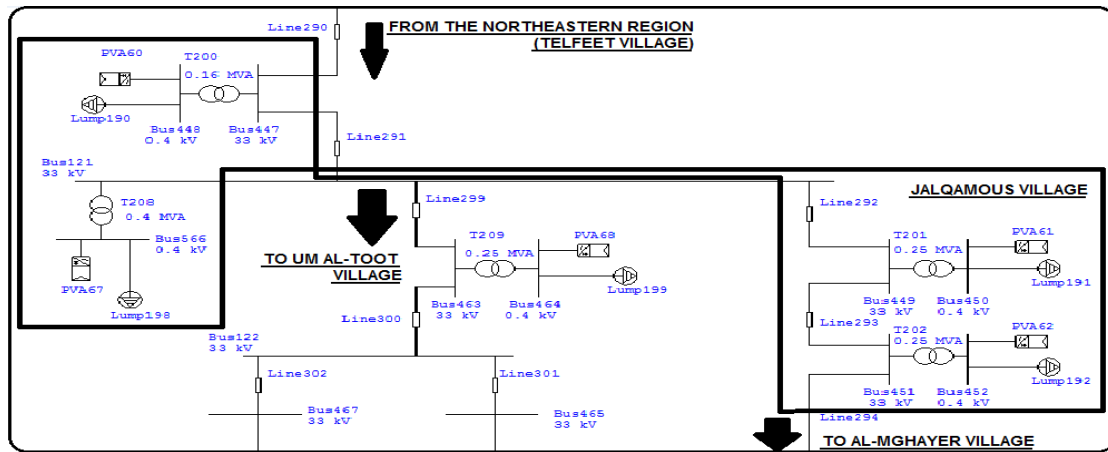 Line290
FROM THE NORTHEASTERN REGION
(TELFEET VILLAGE)
PVA60
T200
0.16 MVA
Lump190
Bus448
0.4 kV
Bus447
33 kV
Line291
Bus121
33 kV
T208
0.4 MVA
Bus566
0.4 kV
PVA67
Lump198
JALQAMOUS VILLAGE
Line299
TO UM AL-TOOT
VILLAGE
T209
0.25 MVA
PVA68
Lump199
Bus463
33 kV
Bus464
0.4 kV
Line300
Bus122
33 kV
Line302
Line301
Bus467
33 kV
Bus465
33 kV
Line292
T201
0.25 MVA
PVA61
Lump191
Bus449
33 kV
Bus450
0.4 kV
Line293
T202
0.25 MVA
PVA62
Lump192
Bus451
33 kV
Bus452
0.4 kV
Line294
TO AL-MGHAYER VILLAGE